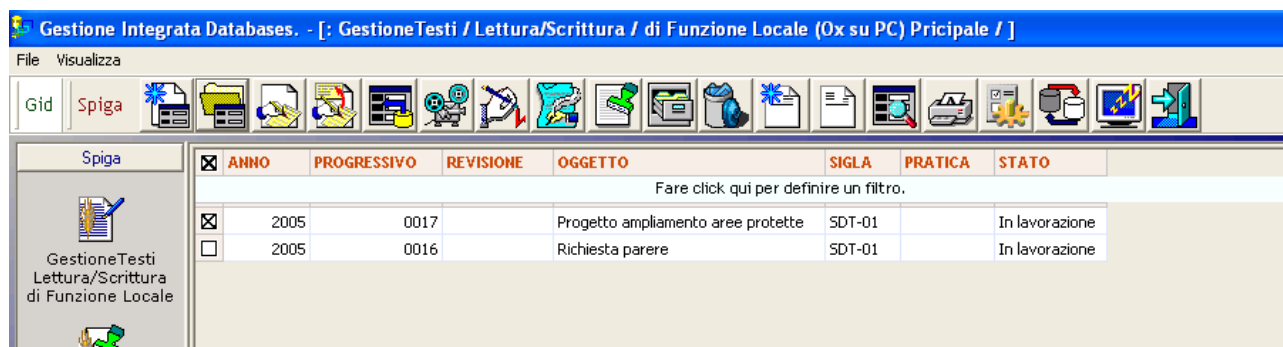 Gestione Integrata Databases. - [: GestioneTesti / Lettura/Scrittura / di Funzione Locale (Ox su PC) Pricipale / ]
File Visualizza
Gid Spiga
Spiga
ANNO PROGRESSIVO REVISIONE OGGETTO SIGLA PRATICA STATO
Fare click qui per definire un filtro.
2005 0017 Progetto ampliamento aree protette SDT-01 In lavorazione
2005 0016 Richiesta parere SDT-01 In lavorazione
GestioneTesti
Lettura/Scrittura
di Funzione Locale